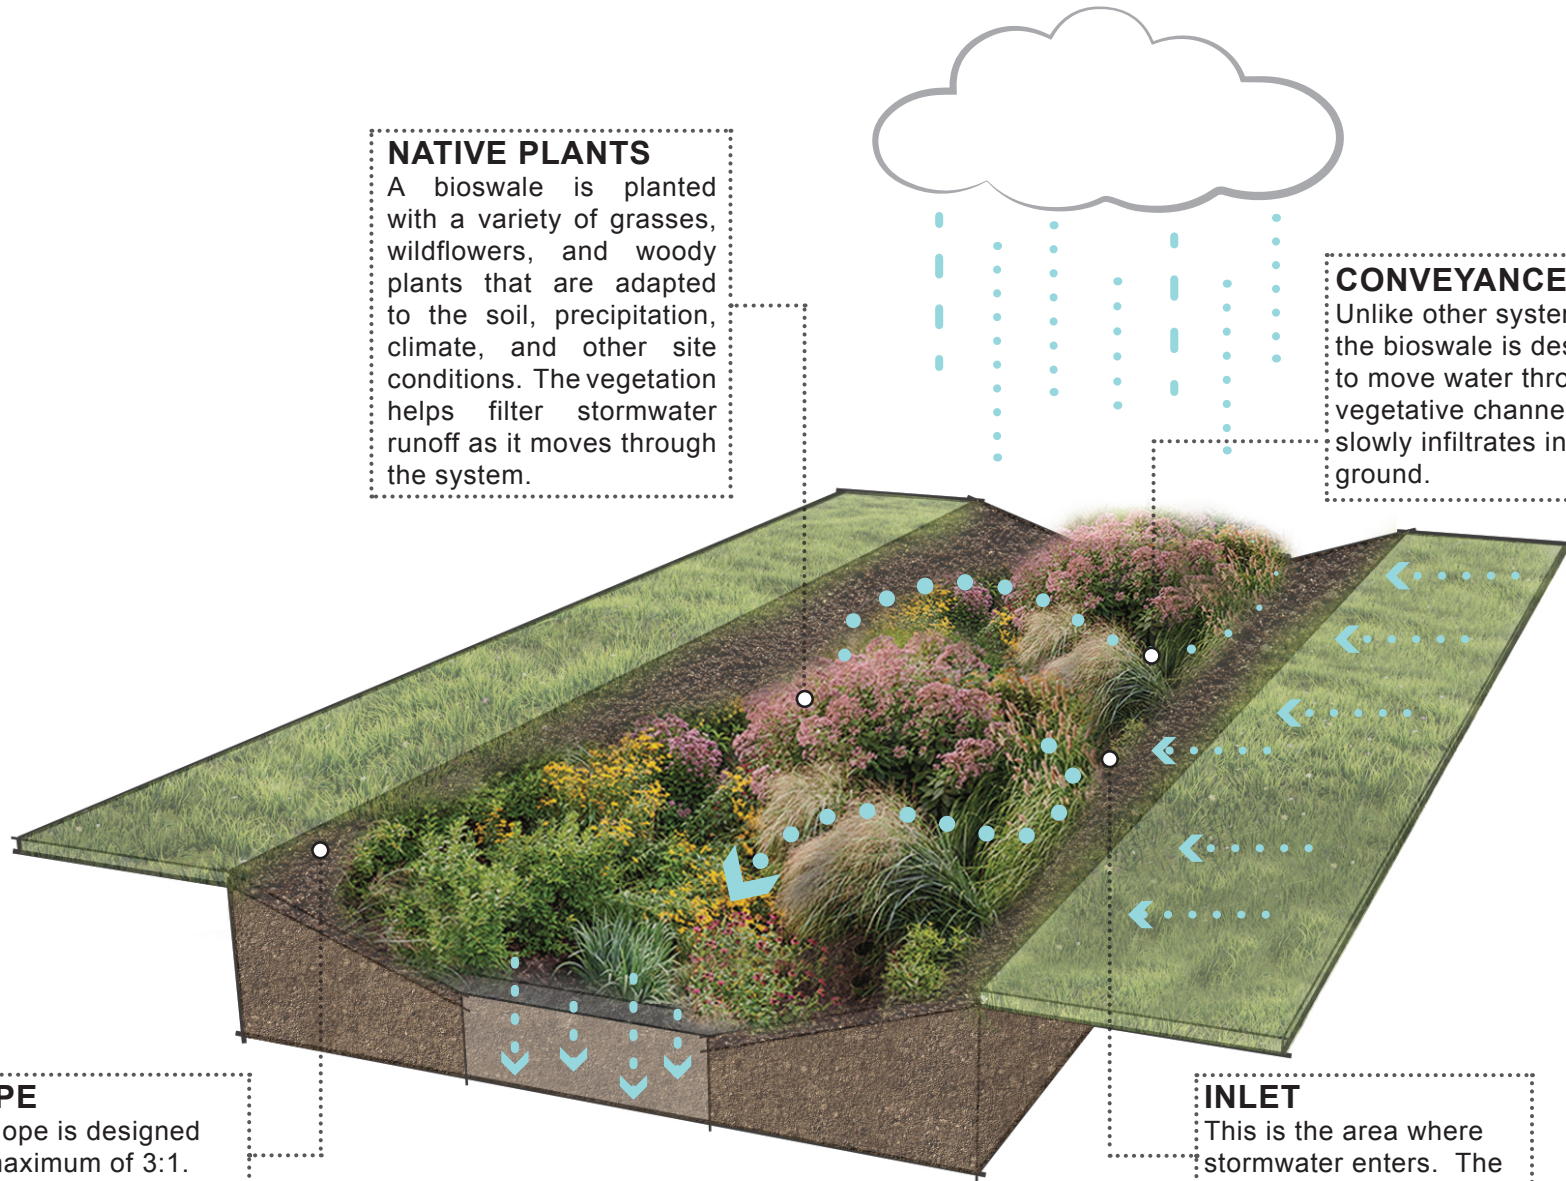 NATIVE PLANTS
A bioswale is planted
with a variety of grasses,
wildflowers, and woody
plants that are adapted
to the soil, precipitation,
climate, and other site
conditions. The vegetation
helps filter stormwater
runoff as it moves through
the system.
CONVEYANCE
Unlike other
the bioswale is
to move water
vegetative
slowly infiltrates
ground.
is designed
maximum of 3:1.
INLET
This is the area where
stormwater enters. The